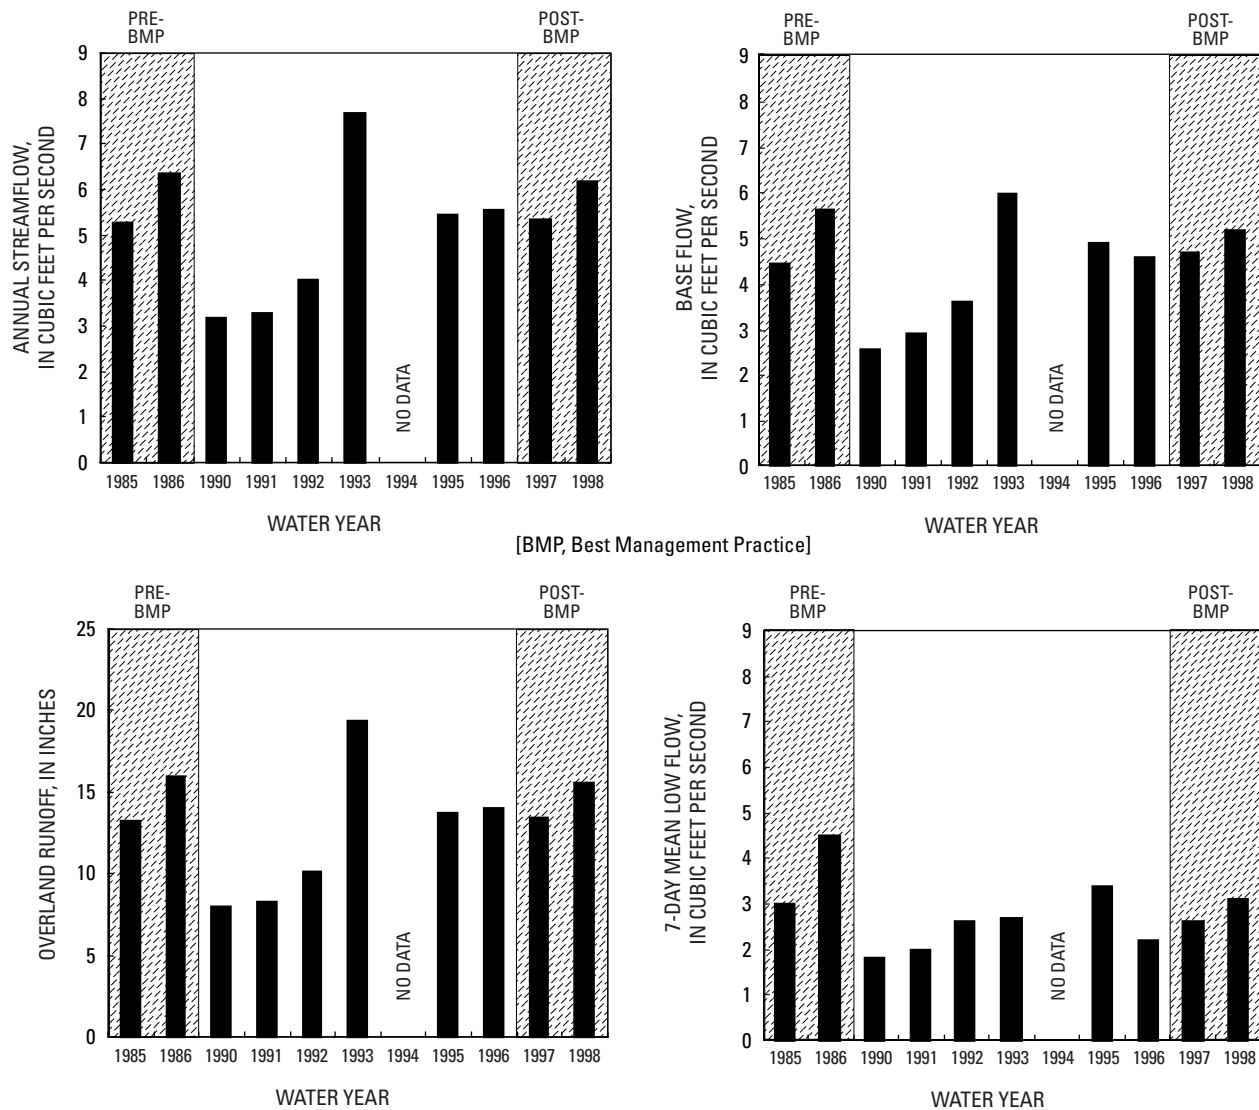 PRE-
BMP
POST-
BMP
ANNUAL STREAMFLOW,
IN CUBIC FEET PER SECOND
9
8
7
6
5
4
3
2
1
0
NO DATA
1985 1986 1990 1991 1992 1993 1994 1995 1996 1997 1998
WATER YEAR
PRE-
BMP
POST-
BMP
BASE FLOW,
IN CUBIC FEET PER SECOND
9
8
7
6
5
4
3
2
1
0
NO DATA
1985 1986 1990 1991 1992 1993 1994 1995 1996 1997 1998
WATER YEAR
[BMP, Best Management Practice]
PRE-
BMP
POST-
BMP
OVERLAND RUNOFF, IN INCHES
25
20
15
10
5
0
NO DATA
1985 1986 1990 1991 1992 1993 1994 1995 1996 1997 1998
WATER YEAR
PRE-
BMP
POST-
BMP
7-DAY MEAN LOW FLOW,
IN CUBIC FEET PER SECOND
9
8
7
6
5
4
3
2
1
0
NO DATA
1985 1986 1990 1991 1992 1993 1994 1995 1996 1997 1998
WATER YEAR